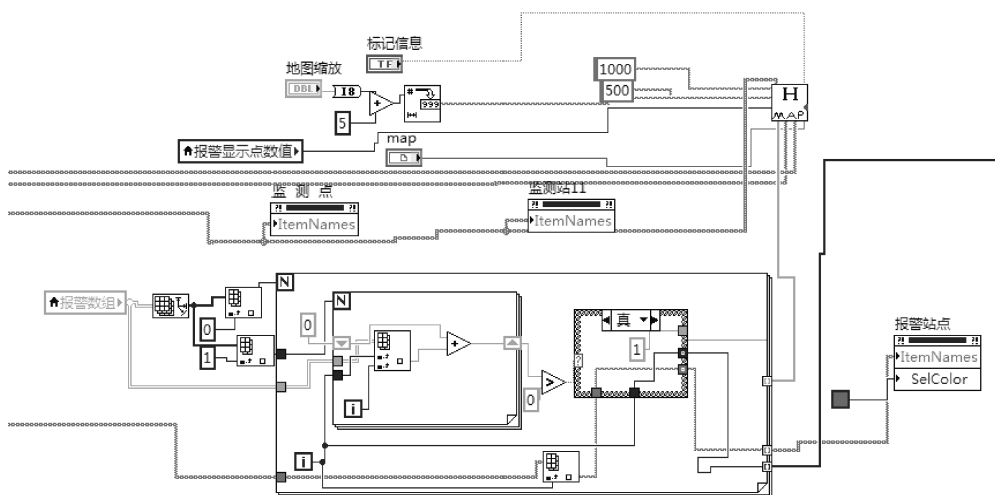 标记信息
TF
地图缩放
DBL
I8
+
#
999
5
1000
500
H
MAP
报警显示点数值
map
监 测 点
ItemNames
监测站11
ItemNames
报警数组
N
N
0
0
1
+
i
>
0
真
1
?
i
报警站点
ItemNames
SelColor